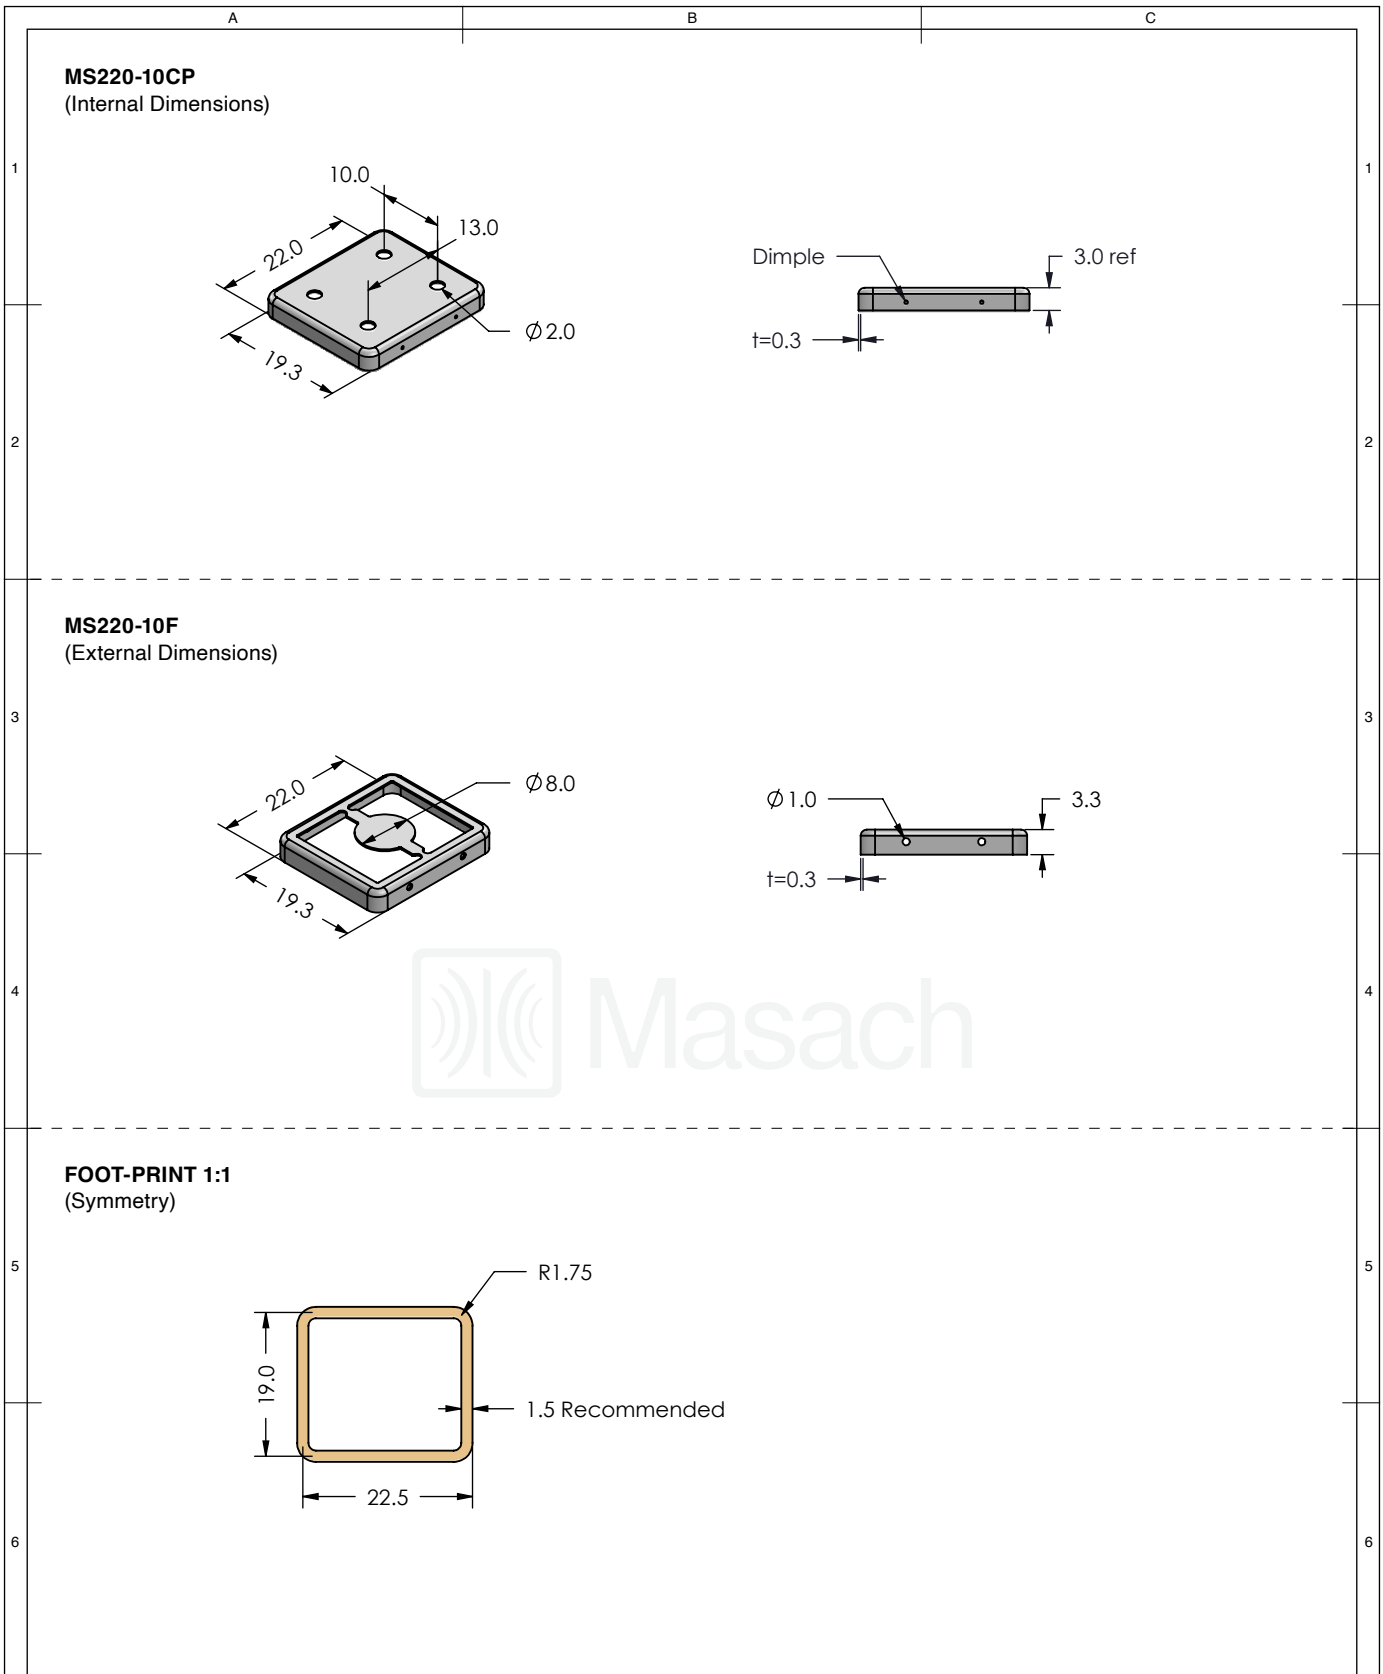 A B C
MS220-10CP
(Internal Dimensions)
1 1
10.0
13.0
22.0
Dimple 3.0 ref
Ø2.0
t=0.3
19.3
2 2
MS220-10F
(External Dimensions)
3 3
22.0
Ø8.0
Ø1.0 3.3
t=0.3
19.3
Masach
4 4
FOOT-PRINT 1:1
(Symmetry)
5 5
R1.75
19.0
1.5 Recommended
22.5
6 6